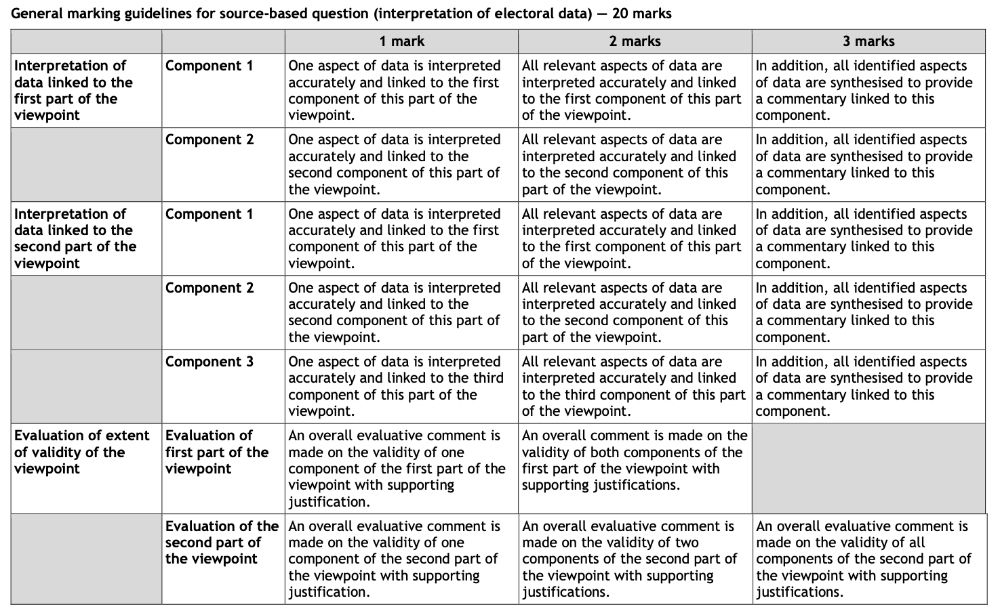 General marking guidelines for source-based question (interpretation of electoral data) — 20 marks
1 mark
2 marks
3 marks
Interpretation of
data linked to the
first part of the
viewpoint
Component 1
One aspect of data is interpreted
accurately and linked to the first
component of this part of the
viewpoint.
All relevant aspects of data are
interpreted accurately and linked
to the first component of this part
of the viewpoint.
In addition, all identified aspects
of data are synthesised to provide
a commentary linked to this
component.
Component 2
One aspect of data is interpreted
accurately and linked to the
second component of this part of
the viewpoint.
All relevant aspects of data are
interpreted accurately and linked
to the second component of this
part of the viewpoint.
In addition, all identified aspects
of data are synthesised to provide
a commentary linked to this
component.
Interpretation of
data linked to the
second part of the
viewpoint
Component 1
One aspect of data is interpreted
accurately and linked to the first
component of this part of the
viewpoint.
All relevant aspects of data are
interpreted accurately and linked
to the first component of this part
of the viewpoint.
In addition, all identified aspects
of data are synthesised to provide
a commentary linked to this
component.
Component 2
One aspect of data is interpreted
accurately and linked to the
second component of this part of
the viewpoint.
All relevant aspects of data are
interpreted accurately and linked
to the second component of this
part of the viewpoint.
In addition, all identified aspects
of data are synthesised to provide
a commentary linked to this
component.
Component 3
One aspect of data is interpreted
accurately and linked to the third
component of this part of the
viewpoint.
All relevant aspects of data are
interpreted accurately and linked
to the third component of this part
of the viewpoint.
In addition, all identified aspects
of data are synthesised to provide
a commentary linked to this
component.
Evaluation of extent
of validity of the
viewpoint
Evaluation of
first part of the
viewpoint
An overall evaluative comment is
made on the validity of one
component of the first part of the
viewpoint with supporting
justification.
An overall comment is made on the
validity of both components of the
first part of the viewpoint with
supporting justifications.
Evaluation of the
second part of
the viewpoint
An overall evaluative comment is
made on the validity of one
component of the second part of
the viewpoint with supporting
justification.
An overall evaluative comment is
made on the validity of two
components of the second part of
the viewpoint with supporting
justifications.
An overall evaluative comment is
made on the validity of all
components of the second part of
the viewpoint with supporting
justifications.